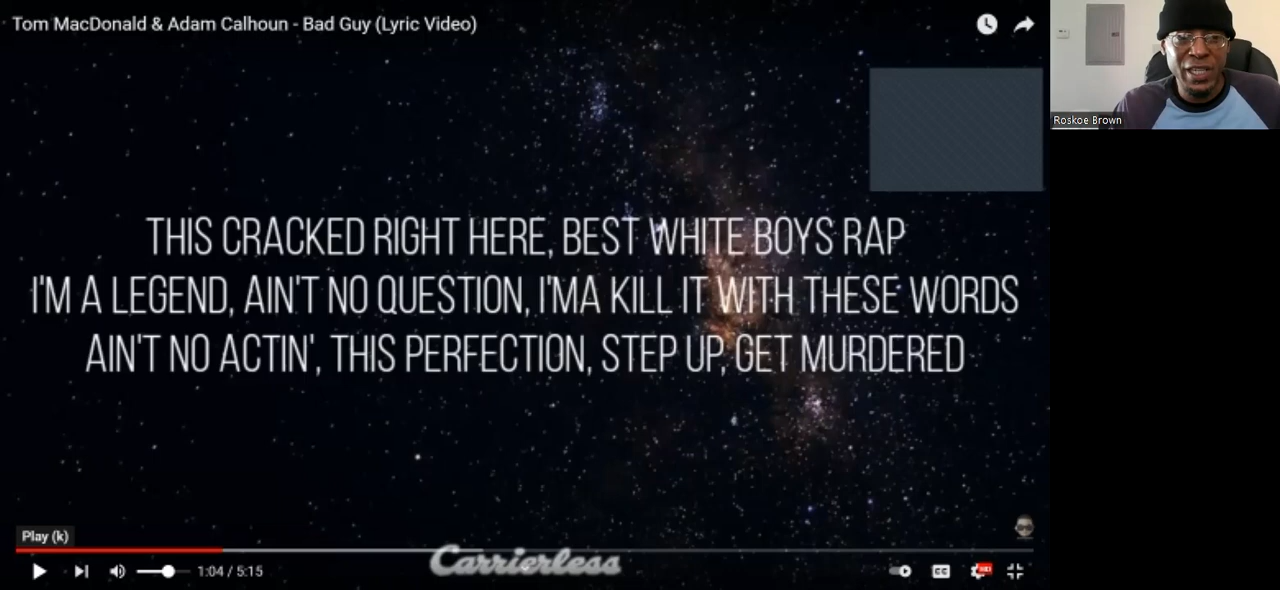 Tom MacDonald & Adam Calhoun - Bad Guy (Lyric Video)
Roskoe Brown
THIS CRACKED RIGHT HERE, BEST WHITE BOYS RAP
I'M A LEGEND, AIN'T NO QUESTION, I'MA KILL IT WITH THESE WORDS
AIN'T NO ACTIN', THIS PERFECTION, STEP UP, GET MURDERED
Play (k)
Carrierless
1:04 / 5:15
CC
HD